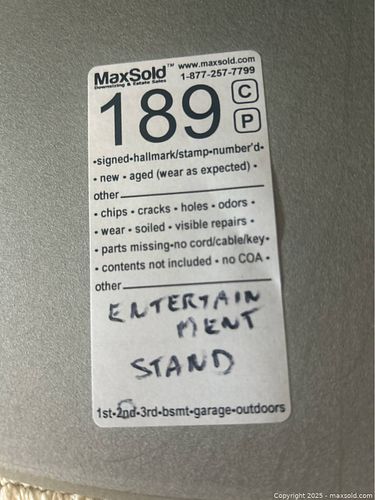 MaxSold™ www.maxsold.com
Downsizing & Estate Sales 1-877-257-7799
189 C
P
•signed•hallmark/stamp•number'd•
• new • aged (wear as expected) •
other
• chips • cracks • holes • odors •
• wear • soiled • visible repairs •
• parts missing•no cord/cable/key•
• contents not included • no COA •
other
ENTERTAIN
MENT
STAND
1st•2nd•3rd•bsmt•garage•outdoors
Copyright 2025 - maxsold.com